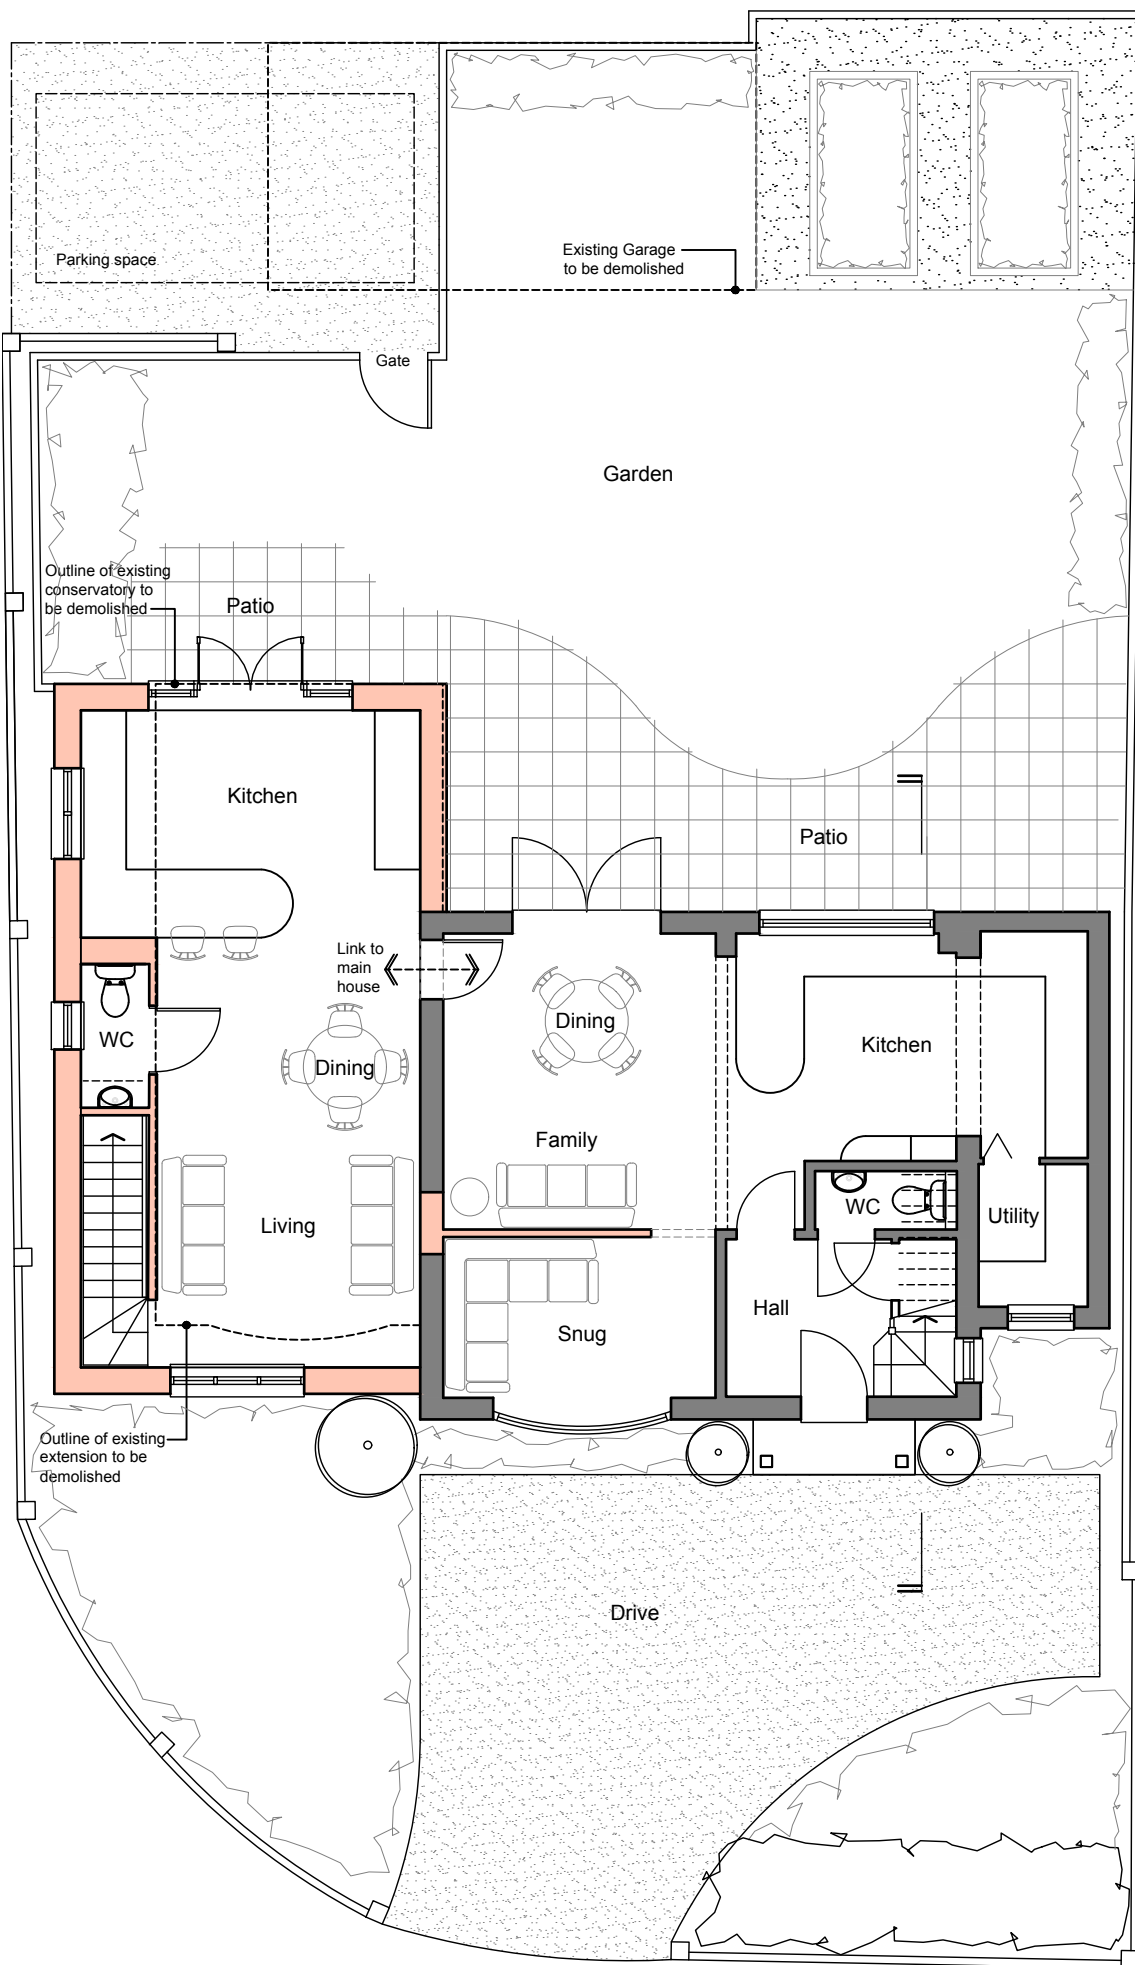 Existing Garage
to be demolished
Parking space
Gate
Garden
Outline of existing
conservatory to
be demolished
Patio
Kitchen
Patio
Link to
main
house
Dining
WC
Dining
Kitchen
Family
WC
Utility
Living
Hall
Snug
Outline of existing
extension to be
demolished
Drive